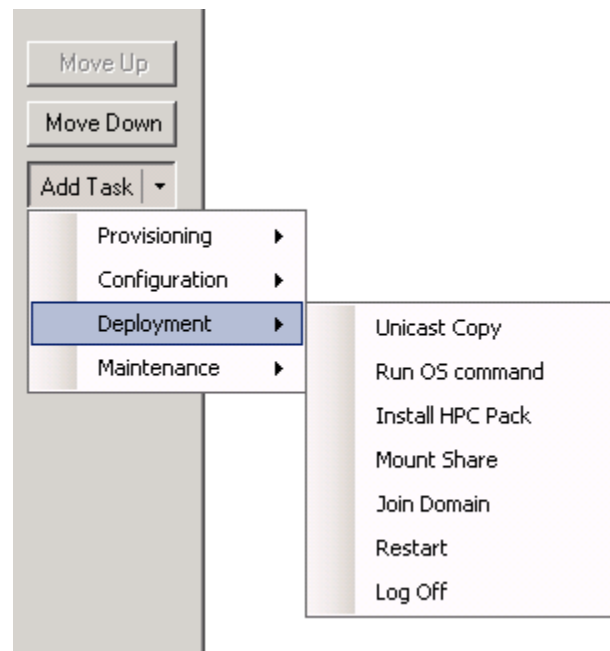 Move Up
Move Down
Add Task
Provisioning
Configuration
Deployment
Maintenance
Unicast Copy
Run OS command
Install HPC Pack
Mount Share
Join Domain
Restart
Log Off